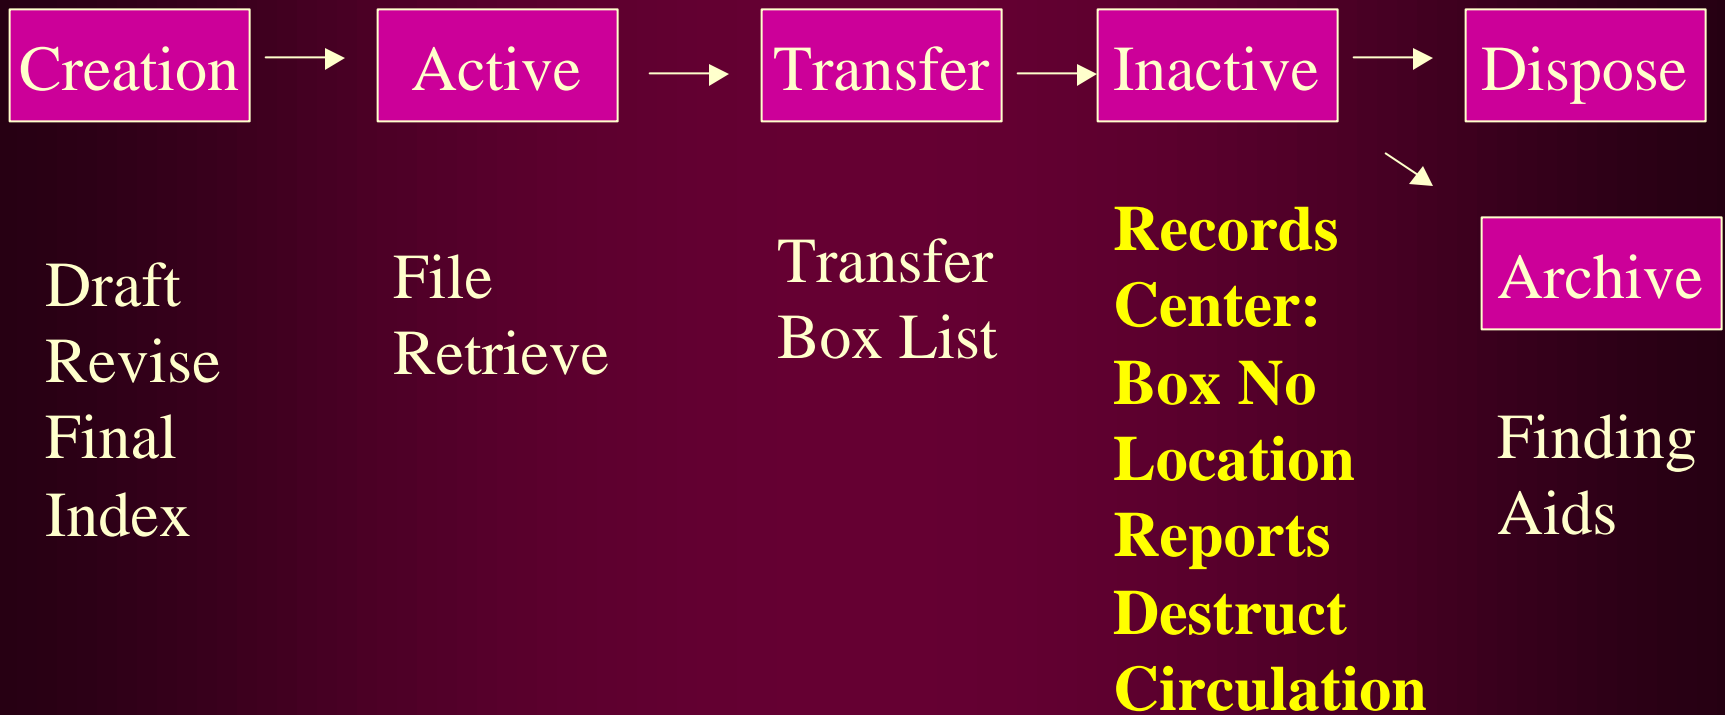 Creation
Active
Transfer
Inactive
Dispose
Draft
Revise
Final
Index
File
Retrieve
Transfer
Box List
Records
Center:
Box No
Location
Reports
Destruct
Circulation
Archive
Finding
Aids